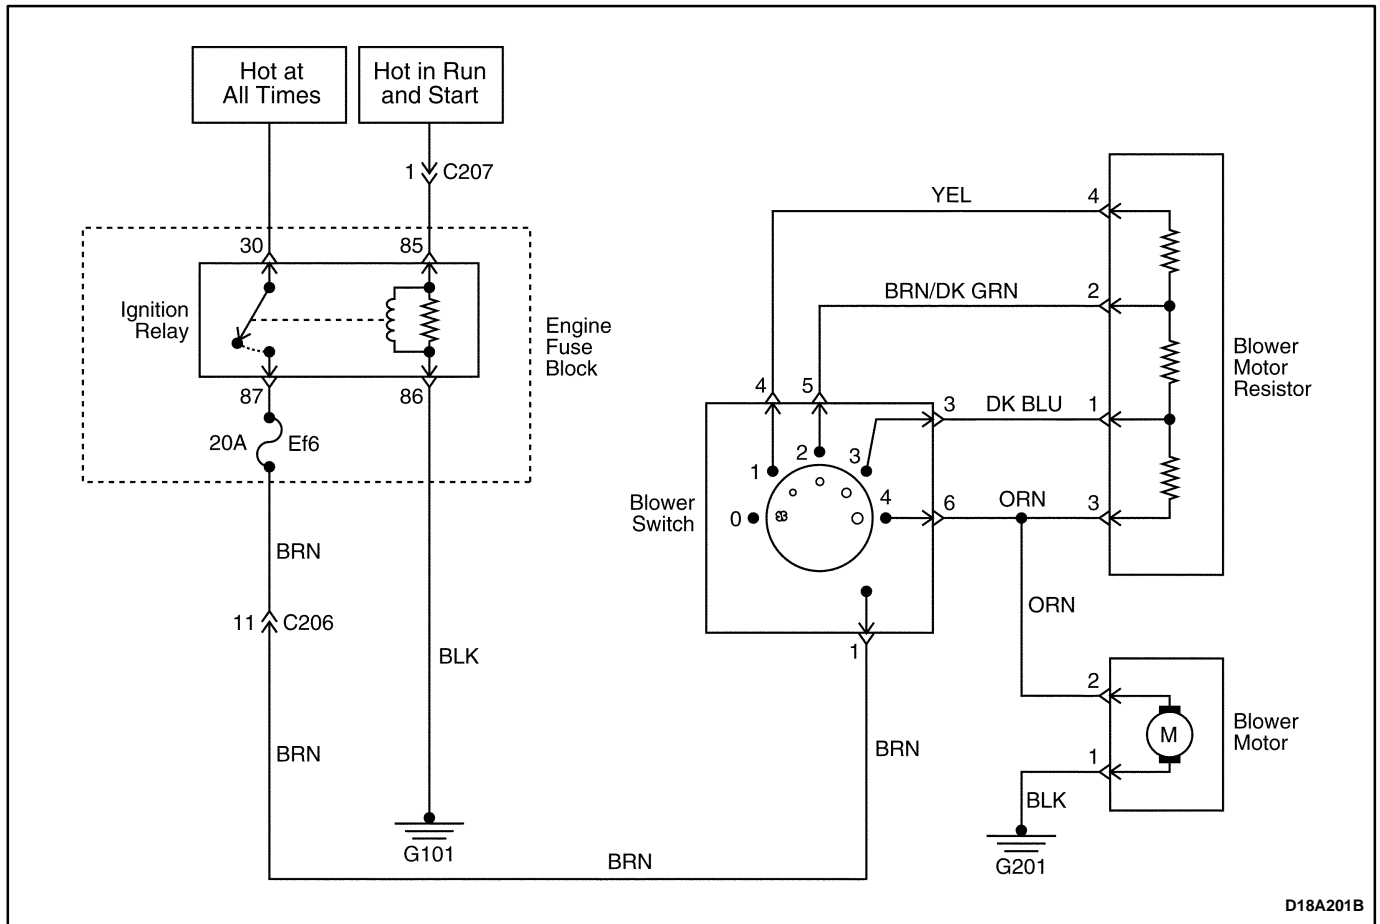 Hot at
All Times
Hot in Run
and Start
1
C207
30
85
Ignition
Relay
Engine
Fuse
Block
87
86
20A
Ef6
BRN
11
C206
BLK
BRN
G101
BRN
YEL
4
BRN/DK GRN
2
Blower
Motor
Resistor
4
5
3
DK BLU
1
1
2
3
Blower
Switch
0
4
6
ORN
3
ORN
1
BRN
2
M
Blower
Motor
1
BLK
G201
D18A201B